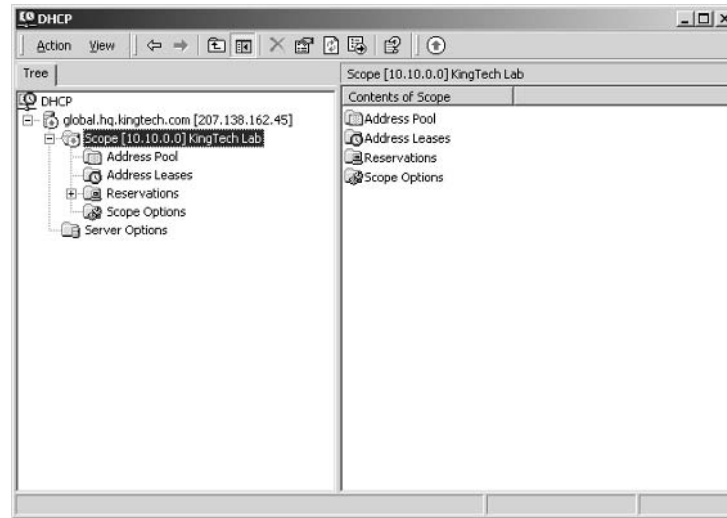 DHCP
Action View
Tree
Scope [10.10.0.0] KingTech Lab
DHCP
global.hq.kingtech.com [207.138.162.45]
Scope [10.10.0.0] KingTech Lab
Address Pool
Address Leases
Reservations
Scope Options
Server Options
Contents of Scope
Address Pool
Address Leases
Reservations
Scope Options